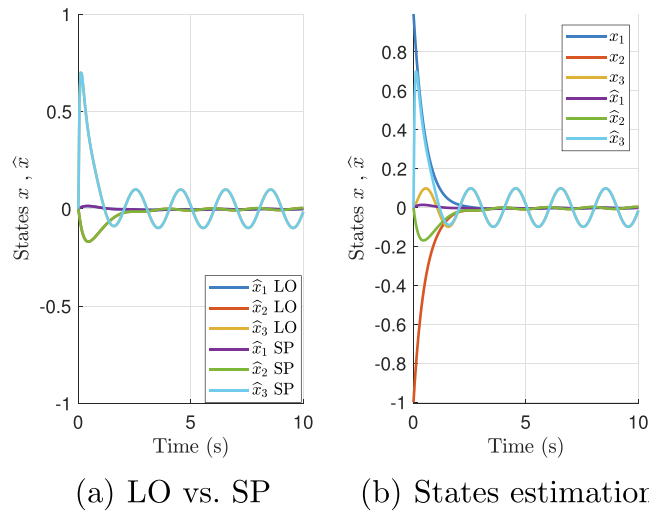 1
0.5
0
-0.5
-1
0
5
10
Time (s)
States x , x̂
x̂₁ LO
x̂₂ LO
x̂₃ LO
x̂₁ SP
x̂₂ SP
x̂₃ SP
(a) LO vs. SP
0.8
0.6
0.4
0.2
0
-0.2
-0.4
-0.6
-0.8
-1
0
5
10
Time (s)
States x , x̂
x₁
x₂
x₃
x̂₁
x̂₂
x̂₃
(b) States estimation